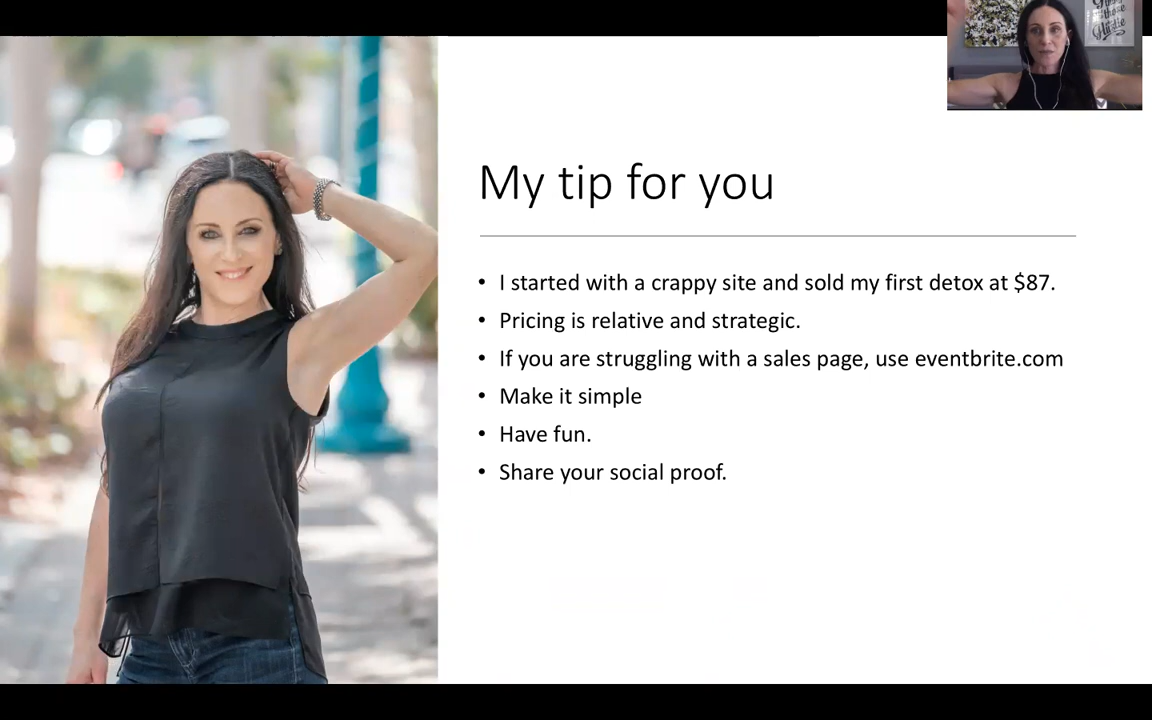 My tip for you
• I started with a crappy site and sold my first detox at $87.
• Pricing is relative and strategic.
• If you are struggling with a sales page, use eventbrite.com
• Make it simple
• Have fun.
• Share your social proof.